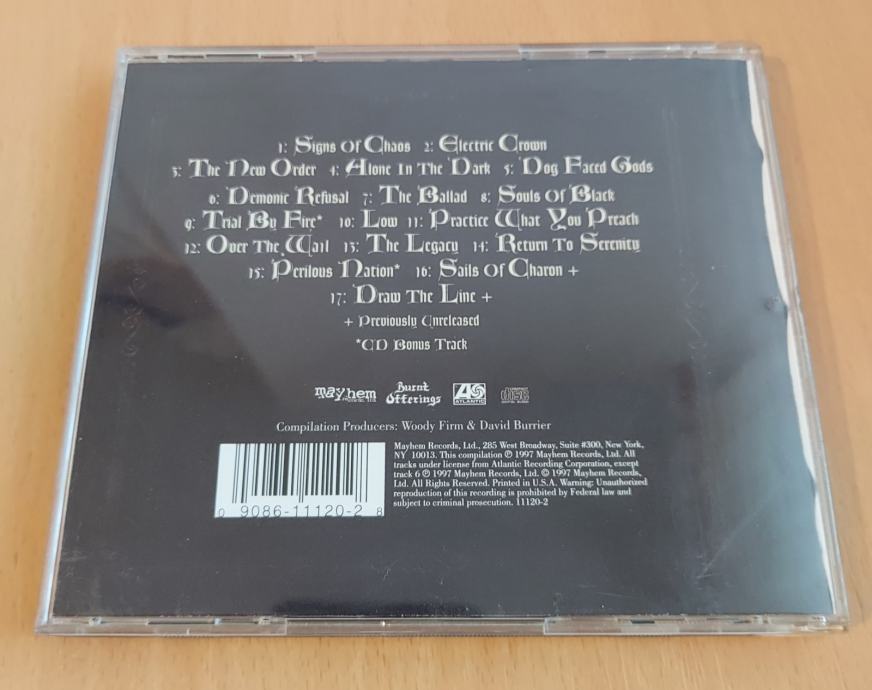 1: Signs Of Chaos 2: Electric Crown
3: The New Order 4: Alone In The Dark 5: Dog Faced Gods
6: Demonic Refusal 7: The Ballad 8: Souls Of Black
9: Trial By Fire* 10: Low 11: Practice What You Preach
12: Over The Wall 13: The Legacy 14: Return To Serenity
15: Perilous Nation* 16: Sails Of Charon +
17: Draw The Line +
+ Previously Unreleased
*CD Bonus Track
mayhem Burnt Offerings ATLANTIC COMPACT disc DIGITAL AUDIO
Compilation Producers: Woody Firm & David Burrier
Mayhem Records, Ltd., 285 West Broadway, Suite #300, New York,
NY 10013. This compilation ℗ 1997 Mayhem Records, Ltd. All
tracks under license from Atlantic Recording Corporation, except
track 6 ℗ 1997 Mayhem Records, Ltd. © 1997 Mayhem Records,
Ltd. All Rights Reserved. Printed in U.S.A. Warning: Unauthorized
reproduction of this recording is prohibited by Federal law and
subject to criminal prosecution. 11120-2
0 9086-11120-2 8